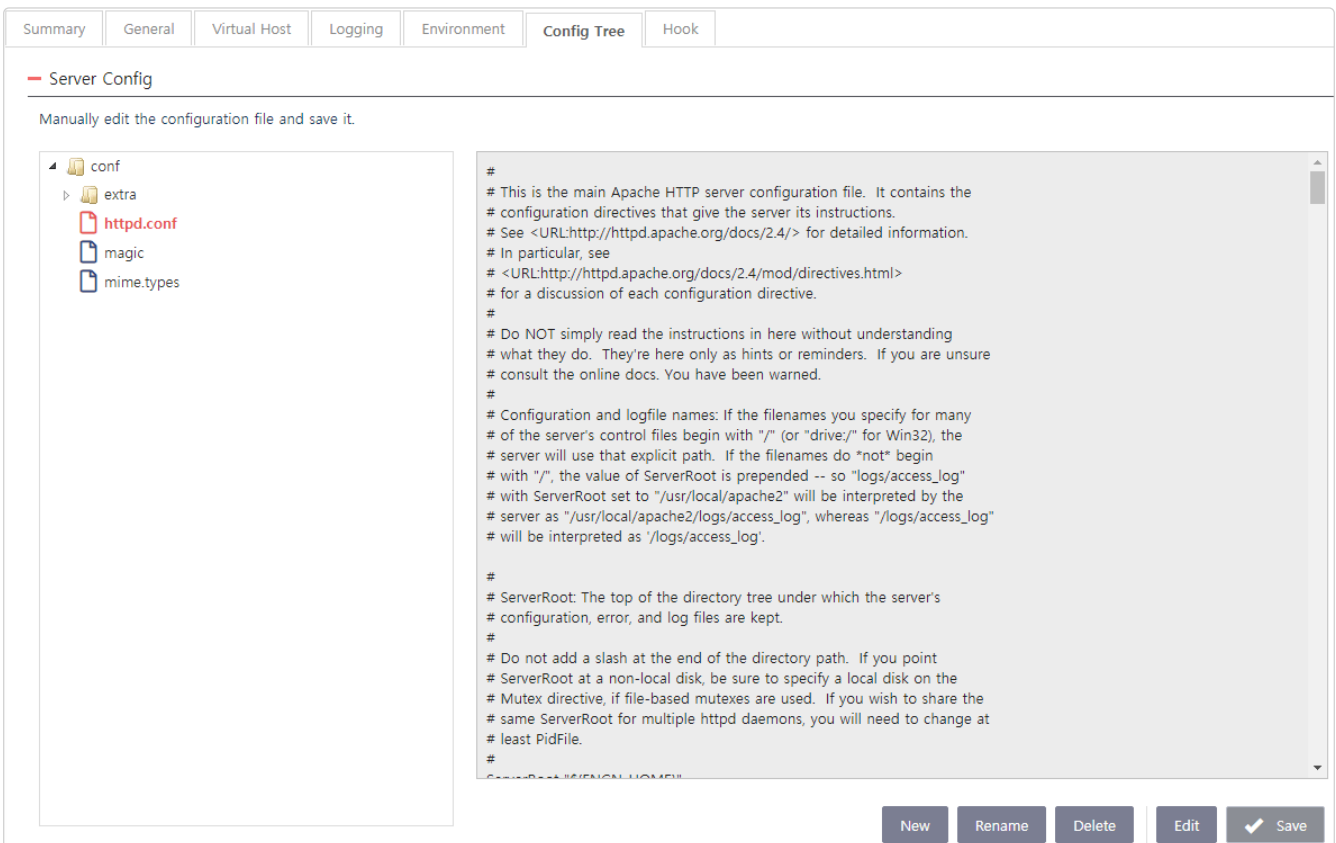 Summary
General
Virtual Host
Logging
Environment
Config Tree
Hook
Server Config
Manually edit the configuration file and save it.
conf
extra
httpd.conf
magic
mime.types
#
# This is the main Apache HTTP server configuration file.  It contains the
# configuration directives that give the server its instructions.
# See <URL:http://httpd.apache.org/docs/2.4/> for detailed information.
# In particular, see
# <URL:http://httpd.apache.org/docs/2.4/mod/directives.html>
# for a discussion of each configuration directive.
#
# Do NOT simply read the instructions in here without understanding
# what they do.  They're here only as hints or reminders.  If you are unsure
# consult the online docs. You have been warned.
#
# Configuration and logfile names: If the filenames you specify for many
# of the server's control files begin with "/" (or "drive:/" for Win32), the
# server will use that explicit path.  If the filenames do *not* begin
# with "/", the value of ServerRoot is prepended -- so "logs/access_log"
# with ServerRoot set to "/usr/local/apache2" will be interpreted by the
# server as "/usr/local/apache2/logs/access_log", whereas "/logs/access_log"
# will be interpreted as '/logs/access_log'.
#
# ServerRoot: The top of the directory tree under which the server's
# configuration, error, and log files are kept.
#
# Do not add a slash at the end of the directory path.  If you point
# ServerRoot at a non-local disk, be sure to specify a local disk on the
# Mutex directive, if file-based mutexes are used.  If you wish to share the
# same ServerRoot for multiple httpd daemons, you will need to change at
# least PidFile.
#
New
Rename
Delete
Edit
Save